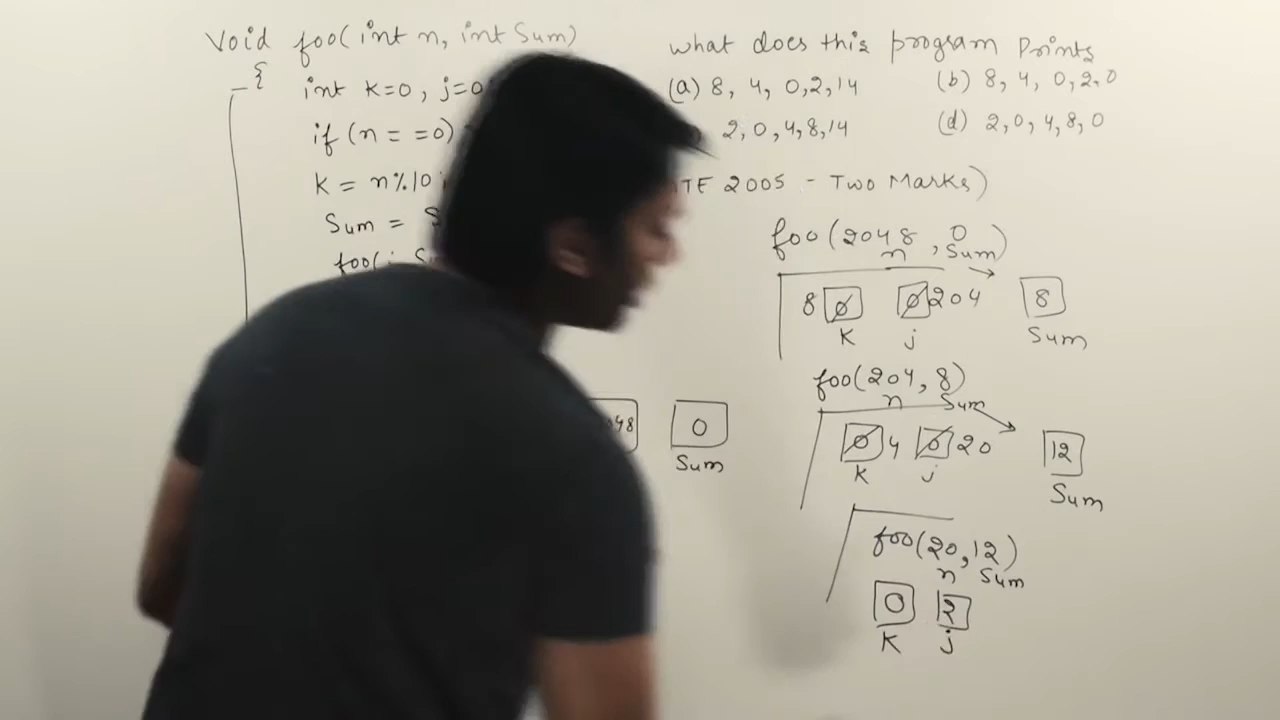 Void foo(int n, int Sum)
{
int k=0, j=0
if (n = =0)
K = n%10
Sum =
foo(
what does this program Prints
(a) 8, 4, 0,2,14
(b) 8, 4, 0,2,0
2,0,4,8,14
(d) 2,0,4,8,0
2005 - Two Marks)
foo(2048, 0)
n Sum
8 0 0 204 8
K j Sum
foo(204, 8)
n Sum
0 4 0 20 12
K j Sum
foo(20,12)
n Sum
0 2
K j
0
Sum